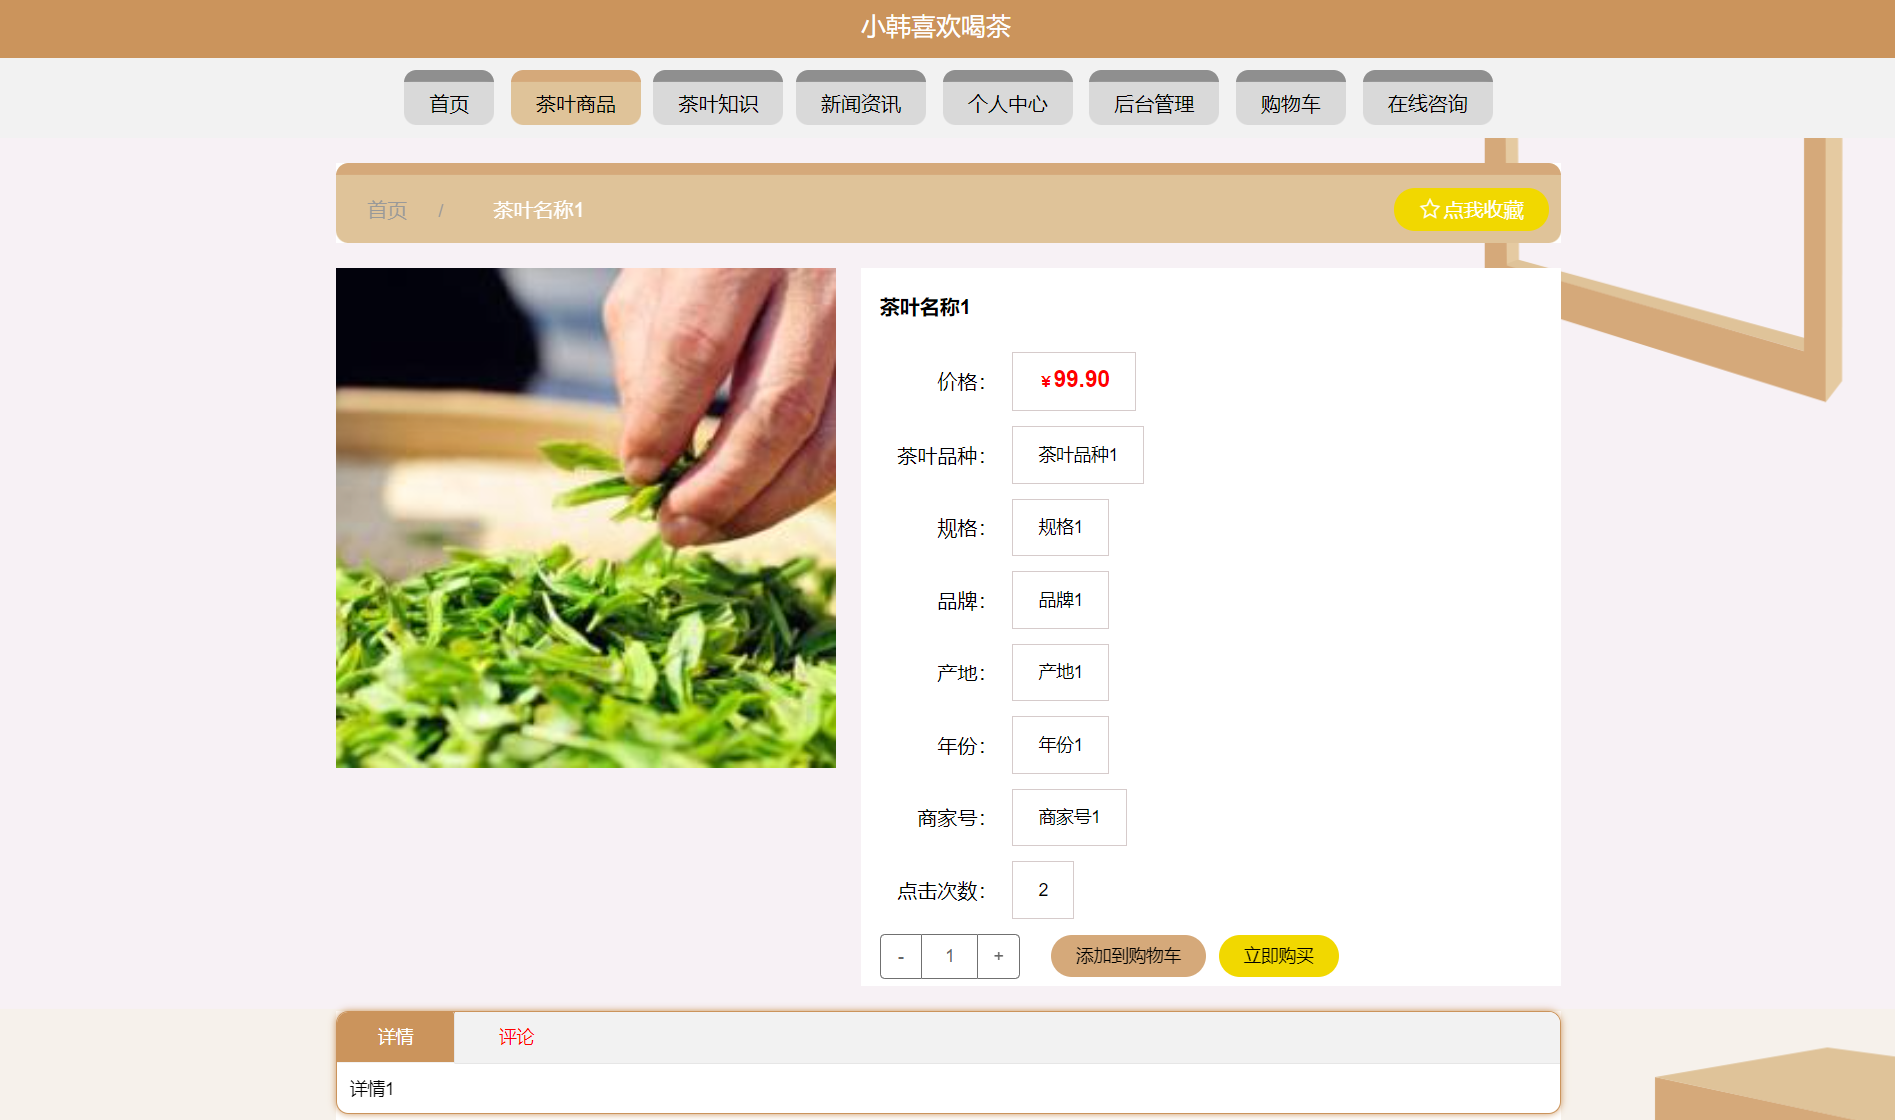 小韩喜欢喝茶
首页 茶叶商品 茶叶知识 新闻资讯 个人中心 后台管理 购物车 在线咨询
首页 / 茶叶名称1 ☆点我收藏
茶叶名称1
价格： ¥99.90
茶叶品种： 茶叶品种1
规格： 规格1
品牌： 品牌1
产地： 产地1
年份： 年份1
商家号： 商家号1
点击次数： 2
- 1 + 添加到购物车 立即购买
详情 评论
详情1